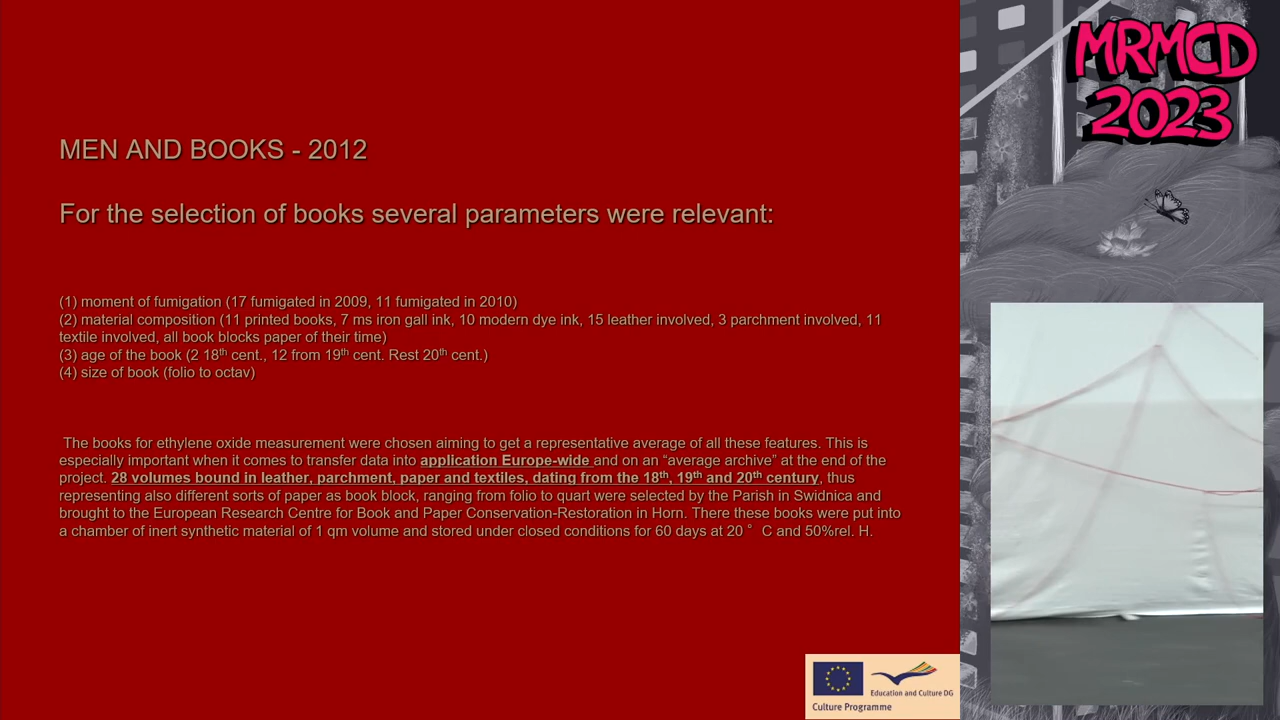 MEN AND BOOKS - 2012
For the selection of books several parameters were relevant:
(1) moment of fumigation (17 fumigated in 2009, 11 fumigated in 2010)
(2) material composition (11 printed books, 7 ms iron gall ink, 10 modern dye ink, 15 leather involved, 3 parchment involved, 11
textile involved, all book blocks paper of their time)
(3) age of the book (2 18th cent., 12 from 19th cent. Rest 20th cent.)
(4) size of book (folio to octav)
The books for ethylene oxide measurement were chosen aiming to get a representative average of all these features. This is
especially important when it comes to transfer data into application Europe-wide and on an “average archive” at the end of the
project. 28 volumes bound in leather, parchment, paper and textiles, dating from the 18th, 19th and 20th century, thus
representing also different sorts of paper as book block, ranging from folio to quart were selected by the Parish in Swidnica and
brought to the European Research Centre for Book and Paper Conservation-Restoration in Horn. There these books were put into
a chamber of inert synthetic material of 1 qm volume and stored under closed conditions for 60 days at 20 ° C and 50%rel. H.
Education and Culture DG
Culture Programme
MRMCD
2023